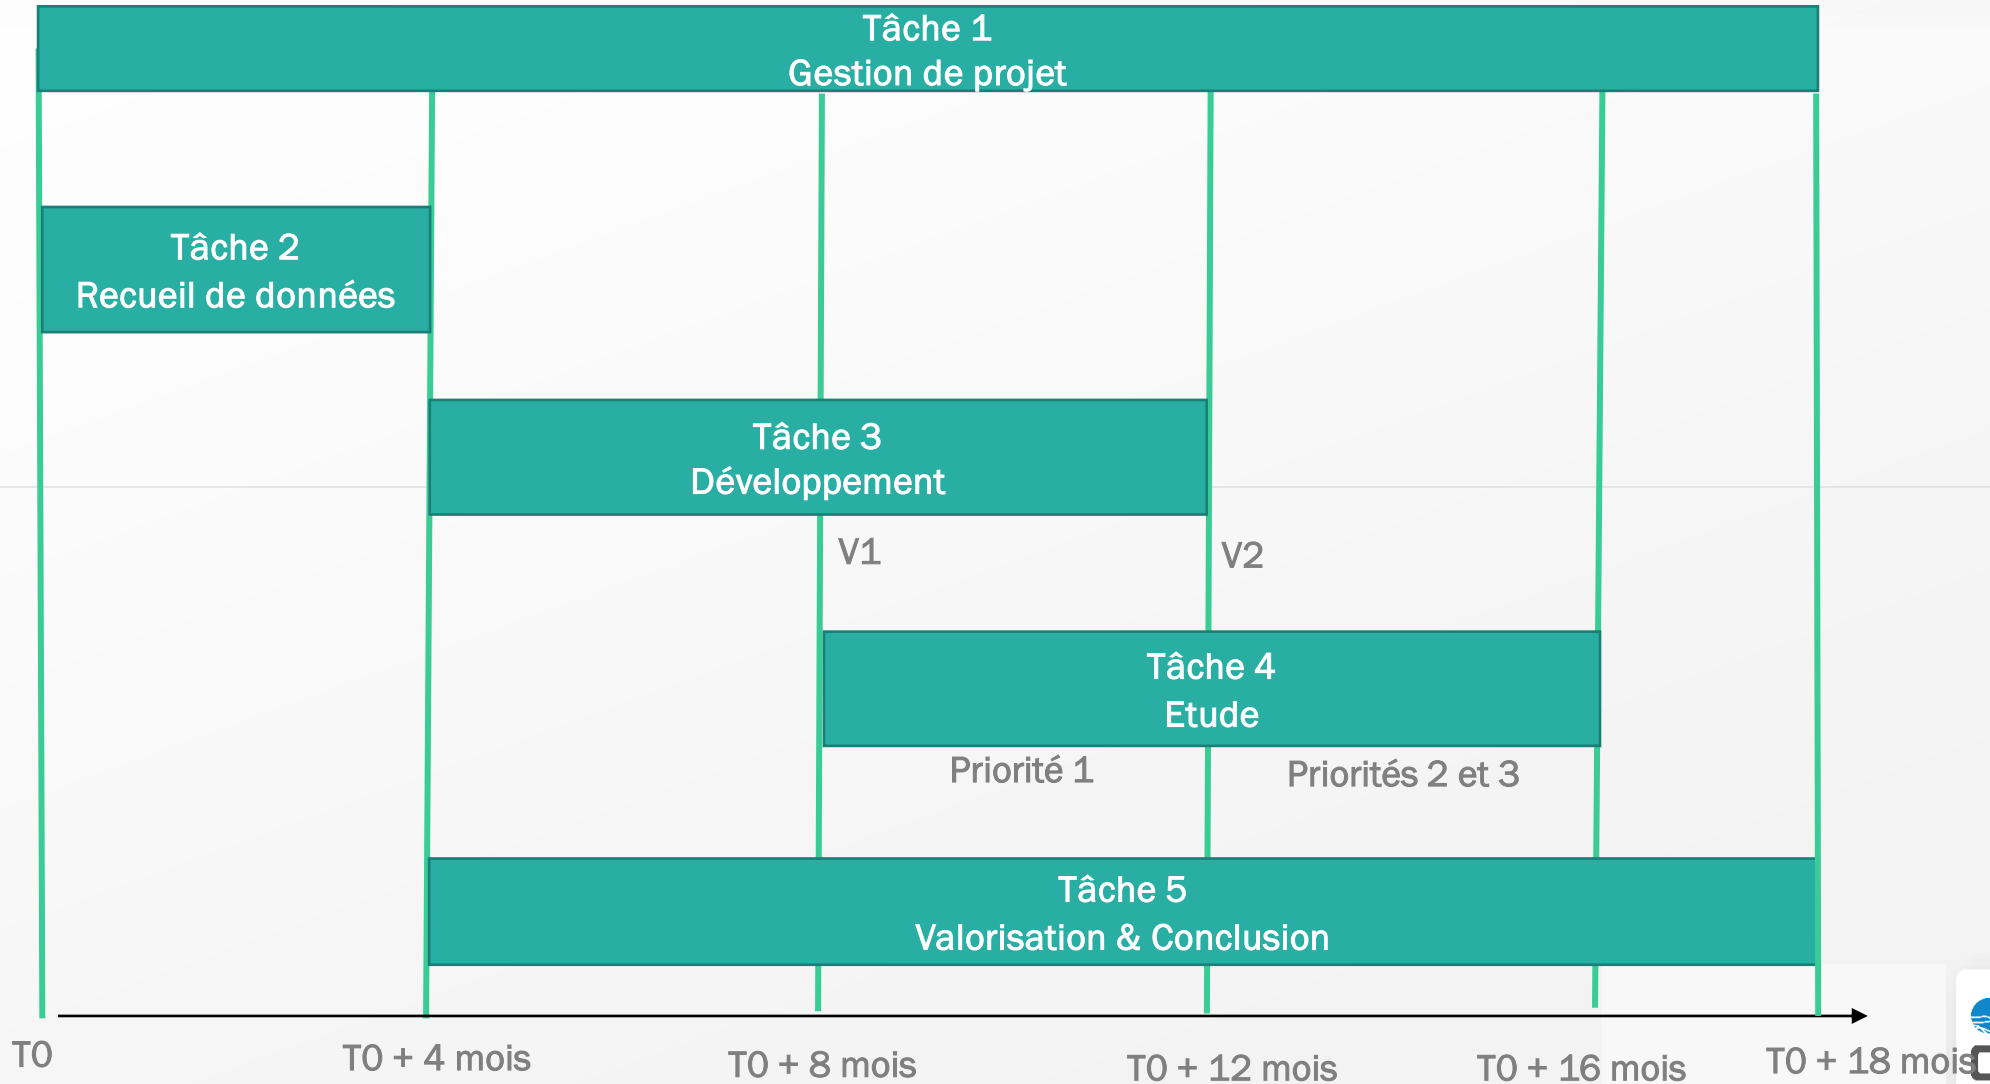 Tâche 1
Gestion de projet
Tâche 2
Recueil de données
Tâche 3
Développement
V1
V2
Tâche 4
Etude
Priorité 1
Priorités 2 et 3
Tâche 5
Valorisation & Conclusion
T0
T0 + 4 mois
T0 + 8 mois
T0 + 12 mois
T0 + 16 mois
T0 + 18 mois